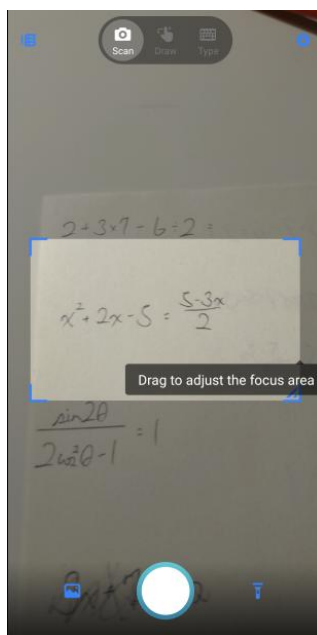 Scan Draw Type
2+3×7-6÷2=
x²+2x-5 = (5-3x)/2
Drag to adjust the focus area
sin2θ/(2cos²θ-1) = 1